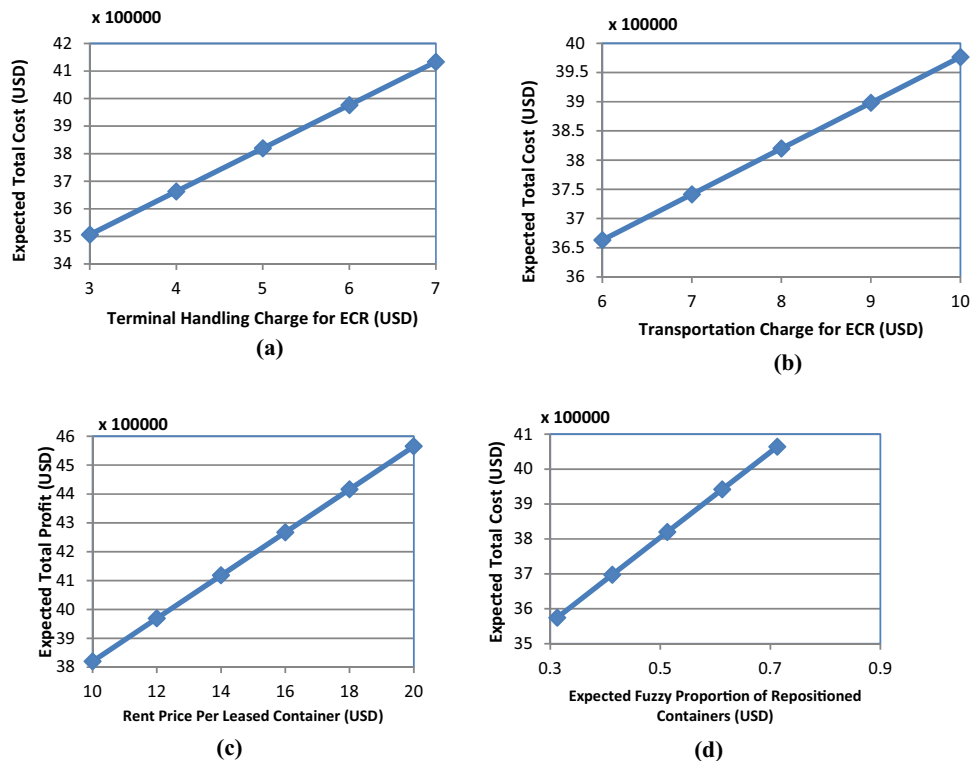 x 100000
Expected Total Cost (USD)
42
41
40
39
38
37
36
35
34
3 4 5 6 7
Terminal Handling Charge for ECR (USD)
(a)
x 100000
Expected Total Cost (USD)
40
39.5
39
38.5
38
37.5
37
36.5
36
6 7 8 9 10
Transportation Charge for ECR (USD)
(b)
x 100000
Expected Total Profit (USD)
46
45
44
43
42
41
40
39
38
10 12 14 16 18 20
Rent Price Per Leased Container (USD)
(c)
x 100000
Expected Total Cost (USD)
41
40
39
38
37
36
35
0.3 0.5 0.7 0.9
Expected Fuzzy Proportion of Repositioned
Containers (USD)
(d)